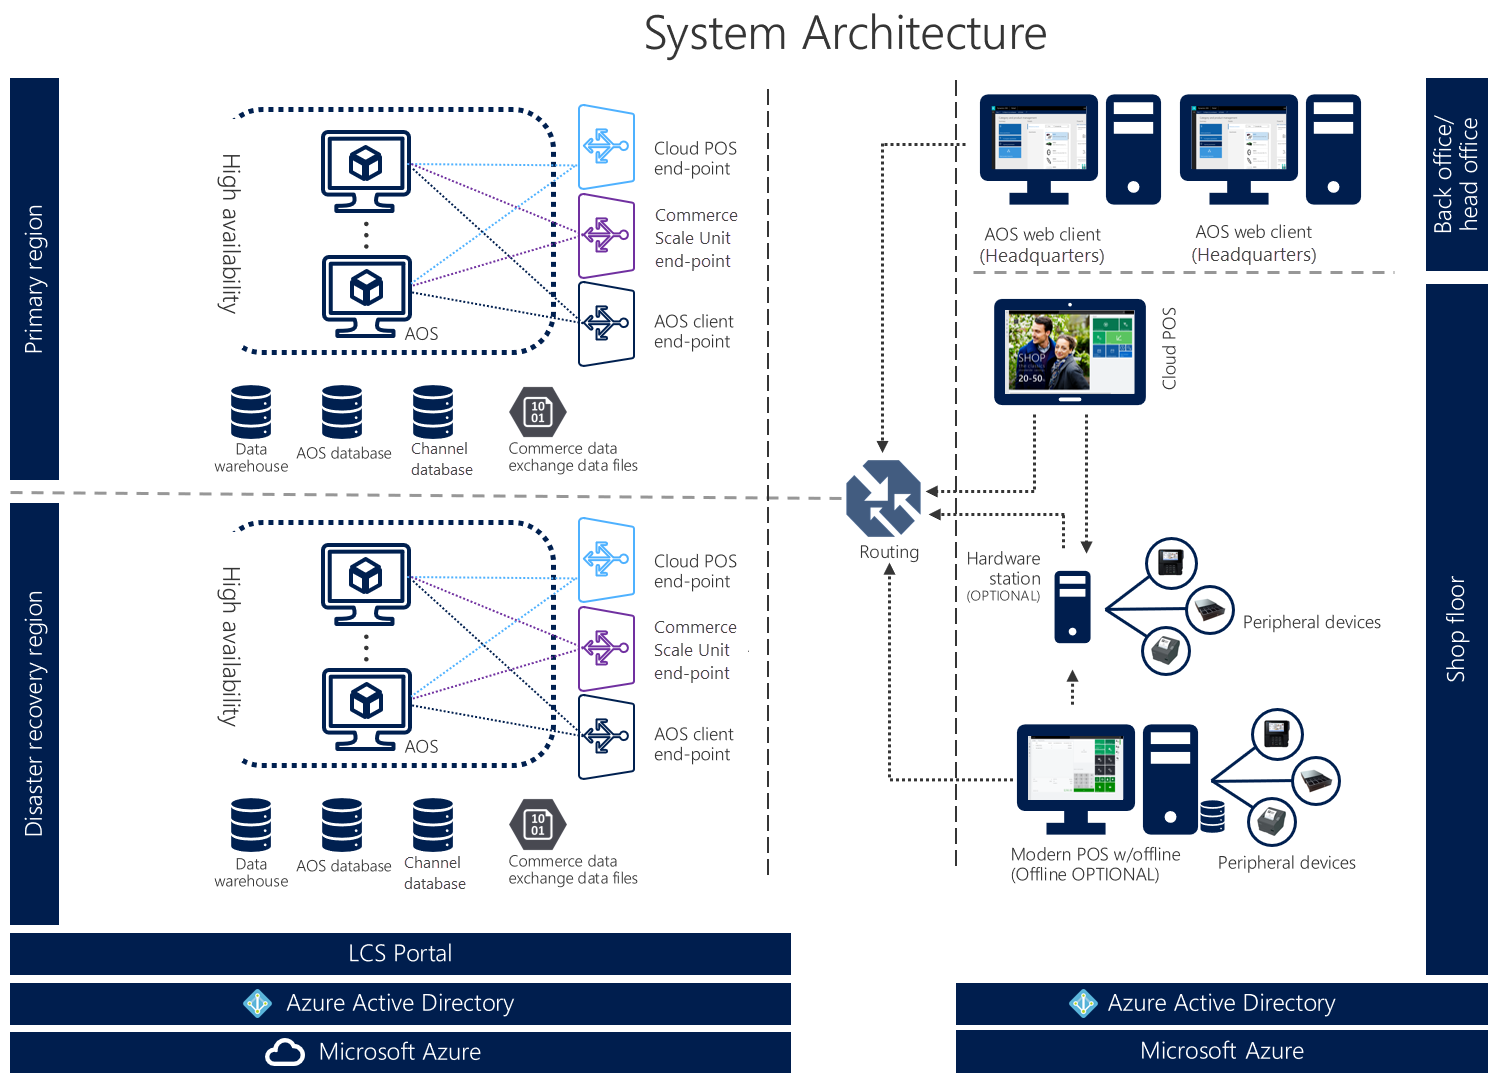 System Architecture
Primary region
High availability
AOS
Cloud POS
end-point
Commerce
Scale Unit
end-point
AOS client
end-point
Data
warehouse
AOS database
Channel
database
10
01
Commerce data
exchange data files
Disaster recovery region
High availability
AOS
Cloud POS
end-point
Commerce
Scale Unit
end-point
AOS client
end-point
Data
warehouse
AOS database
Channel
database
10
01
Commerce data
exchange data files
Routing
AOS web client
(Headquarters)
AOS web client
(Headquarters)
Back office/
head office
SHOP
20-50
Cloud POS
Hardware
station
(OPTIONAL)
Peripheral devices
Modern POS w/offline
(Offline OPTIONAL)
Peripheral devices
Shop floor
LCS Portal
Azure Active Directory
Microsoft Azure
Azure Active Directory
Microsoft Azure